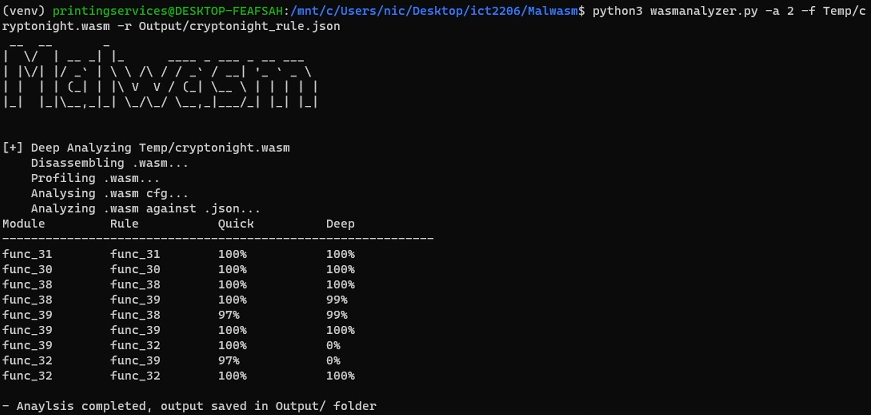 (venv) printingservices@DESKTOP-FEAFSAH:/mnt/c/Users/nic/Desktop/ict2206/Malwasm$ python3 wasmanalyzer.py -a 2 -f Temp/c
ryptonight.wasm -r Output/cryptonight_rule.json
Malwasm
[+] Deep Analyzing Temp/cryptonight.wasm
Disassembling .wasm...
Profiling .wasm...
Analysing .wasm cfg...
Analyzing .wasm against .json...
Module Rule Quick Deep
------------------------------------------------------------
func_31 func_31 100% 100%
func_30 func_30 100% 100%
func_38 func_38 100% 100%
func_38 func_39 100% 99%
func_39 func_38 97% 99%
func_39 func_39 100% 100%
func_39 func_32 100% 0%
func_32 func_39 97% 0%
func_32 func_32 100% 100%
- Anaylsis completed, output saved in Output/ folder